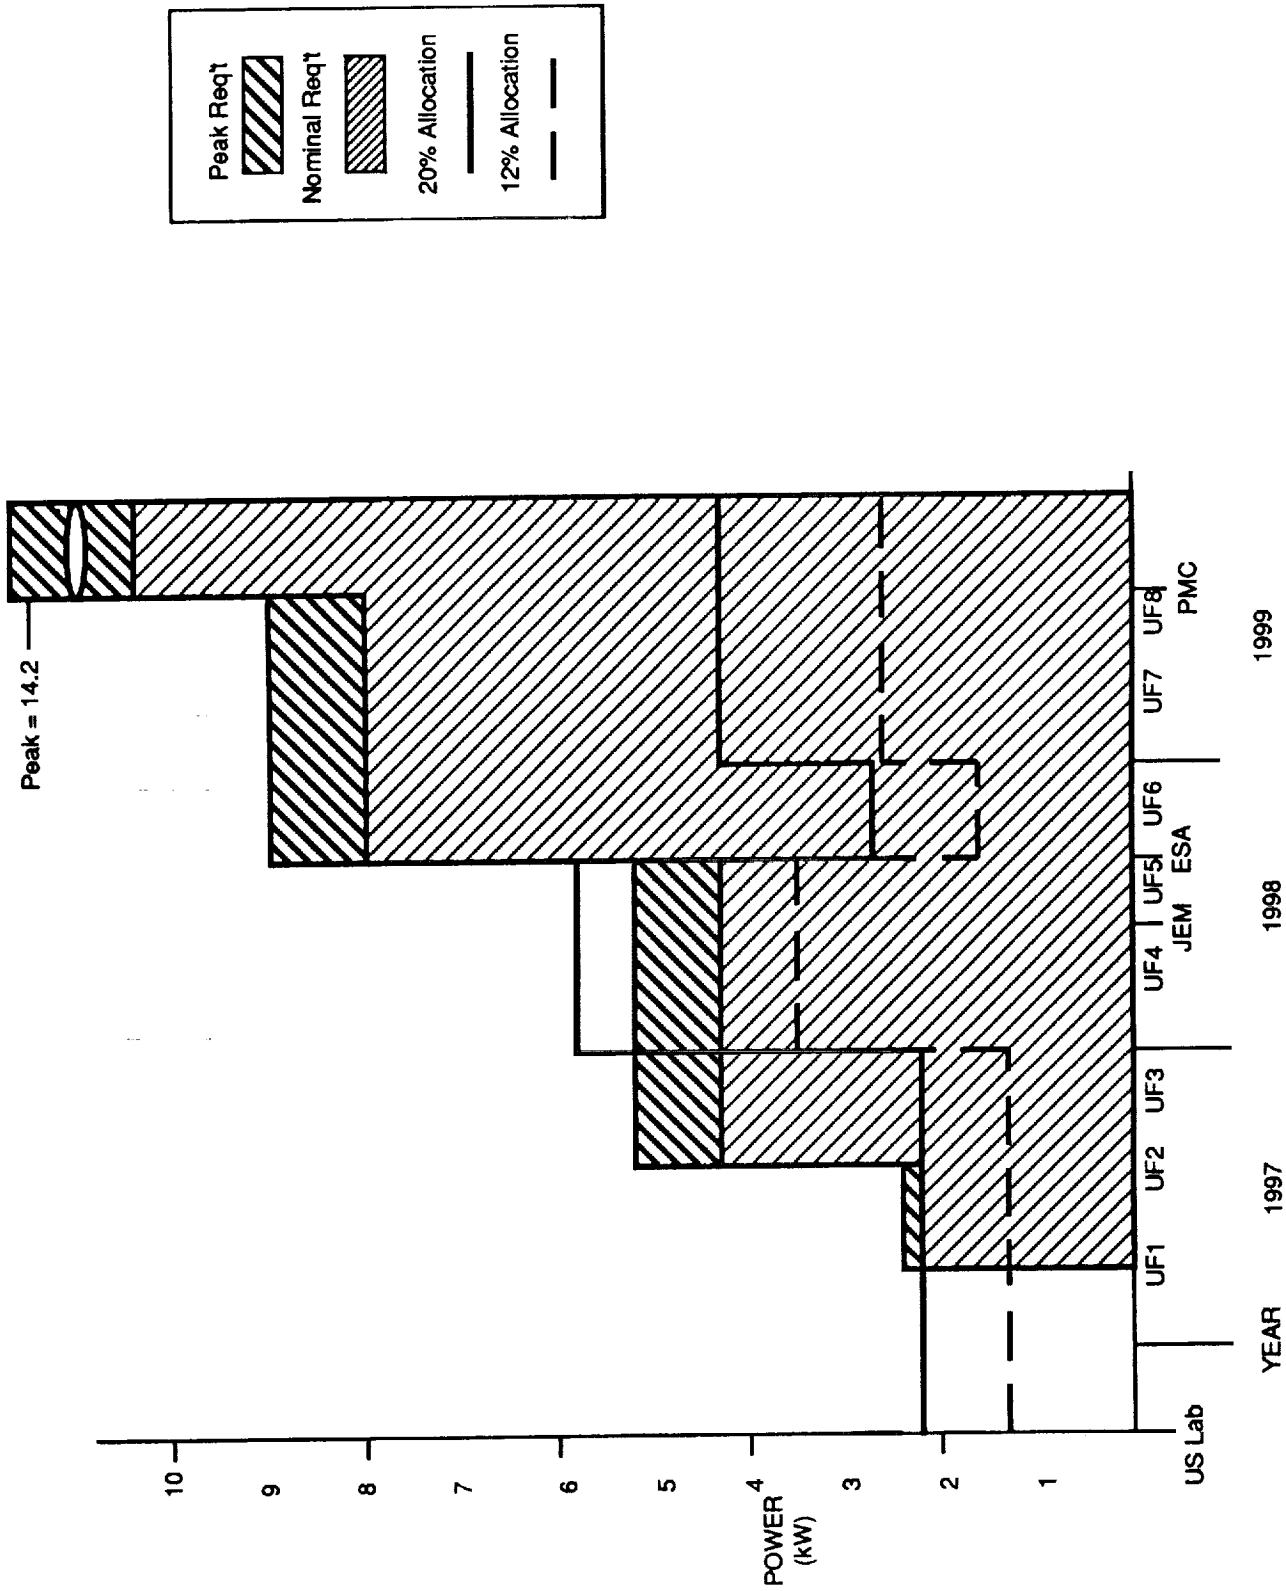 Peak Req't
Nominal Req't
20% Allocation
12% Allocation
Peak = 14.2
10
9
8
7
6
5
4
3
2
1
POWER
(kW)
UF1 UF2 UF3 UF4 UF5 UF6 UF7 UF8
US Lab JEM ESA PMC
YEAR 1997 1998 1999